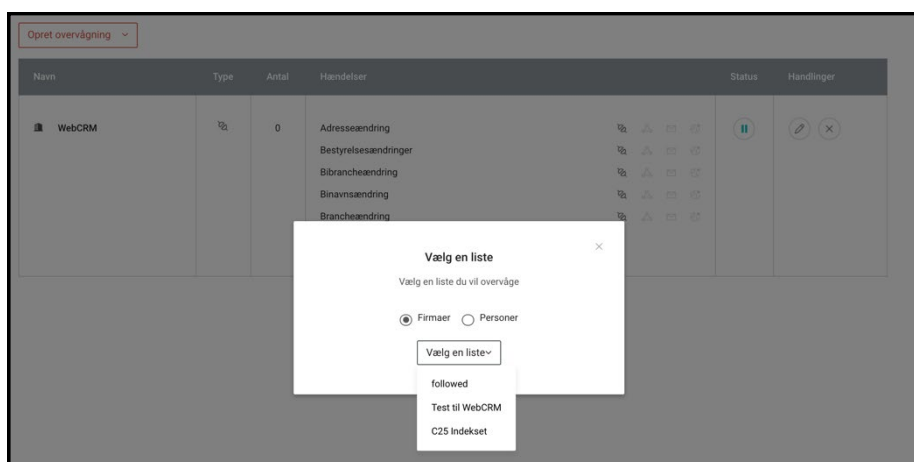 Opret overvågning
Navn Type Antal Hændelser Status Handlinger
WebCRM 0 Adresseændring
Bestyrelsesændringer
Bibrancheændring
Binavnsændring
Brancheændring
Vælg en liste
Vælg en liste du vil overvåge
Firmaer Personer
Vælg en liste
followed
Test til WebCRM
C25 Indekset